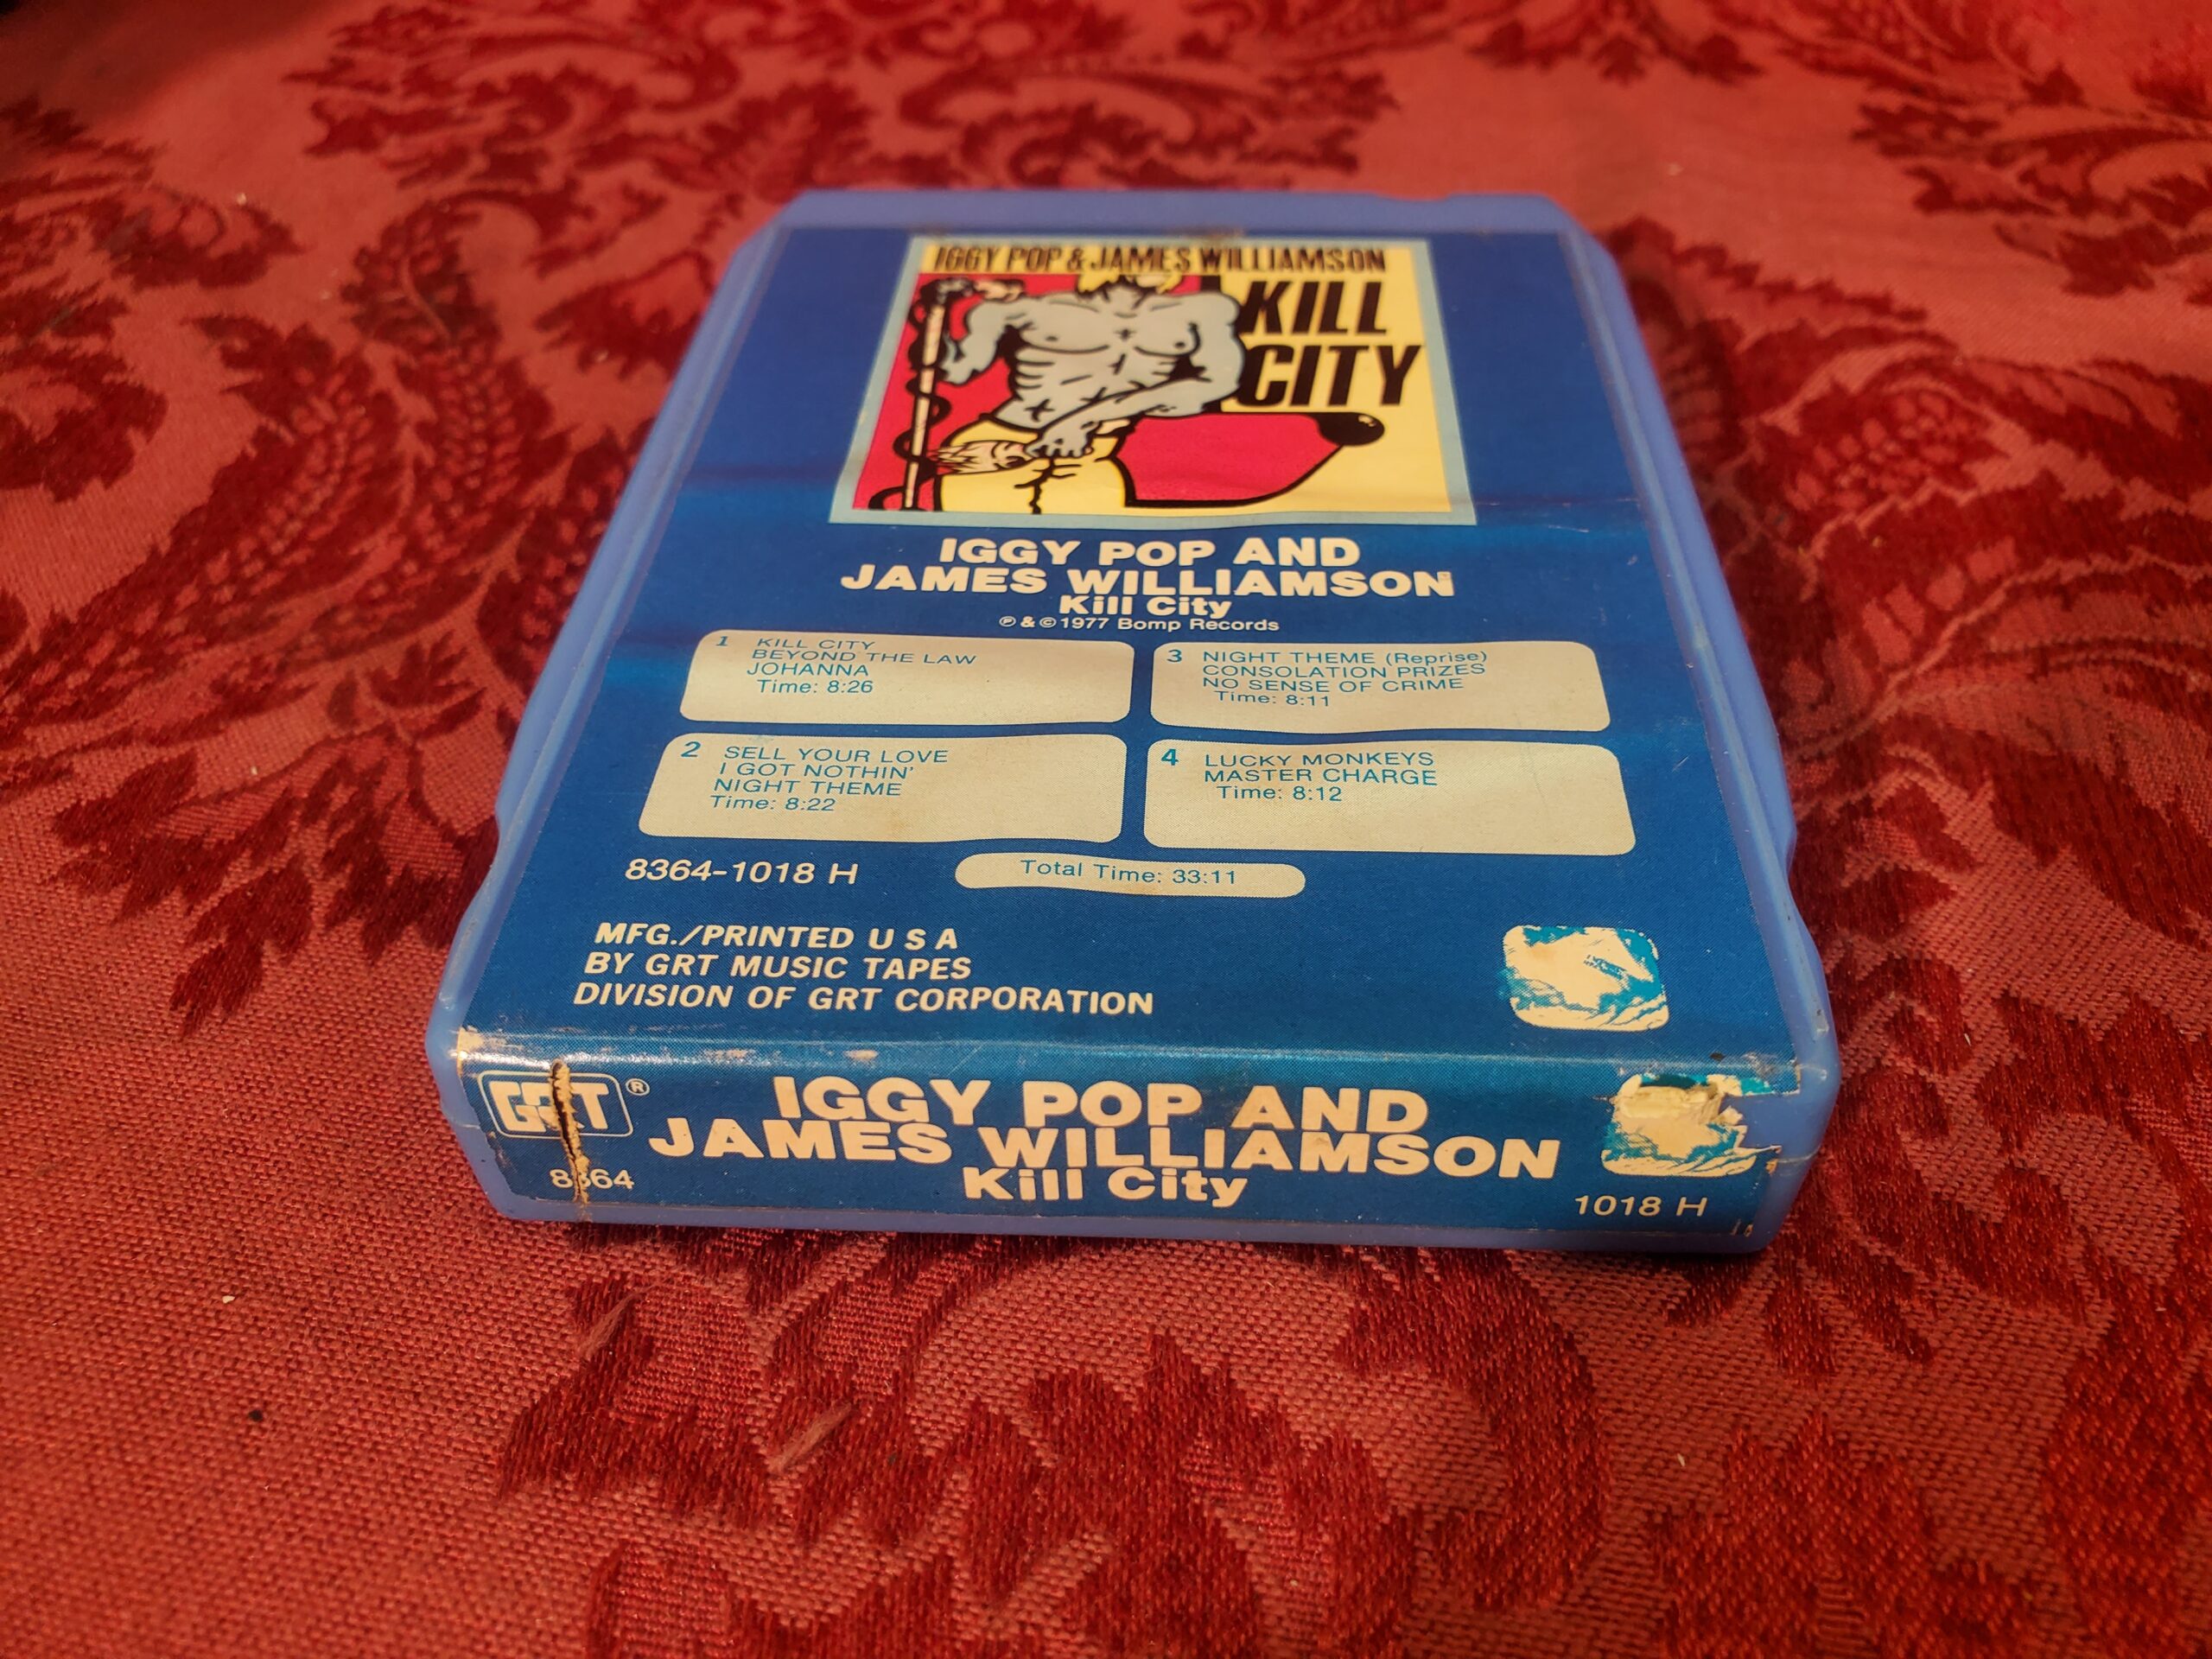 IGGY POP & JAMES WILLIAMSON
KILL
CITY
IGGY POP AND
JAMES WILLIAMSON
Kill City
℗ & © 1977 Bomp Records
1 KILL CITY
BEYOND THE LAW
JOHANNA
Time: 8:26
3 NIGHT THEME (Reprise)
CONSOLATION PRIZES
NO SENSE OF CRIME
Time: 8:11
2 SELL YOUR LOVE
I GOT NOTHIN'
NIGHT THEME
Time: 8:22
4 LUCKY MONKEYS
MASTER CHARGE
Time: 8:12
8364-1018 H
Total Time: 33:11
MFG./PRINTED U S A
BY GRT MUSIC TAPES
DIVISION OF GRT CORPORATION
GRT®
IGGY POP AND
JAMES WILLIAMSON
Kill City
8364
1018 H